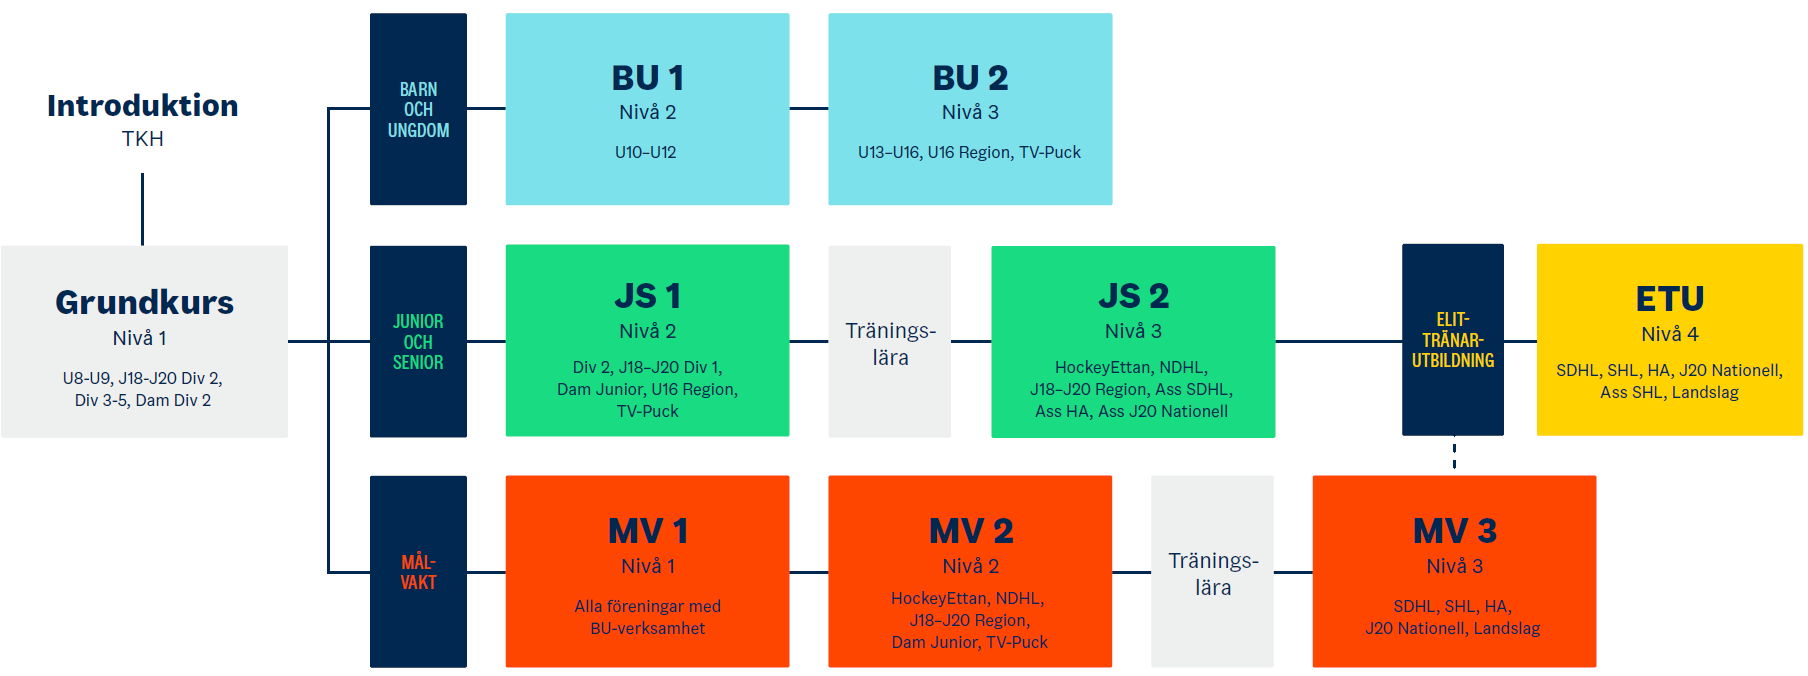 Introduktion
TKH
Grundkurs
Nivå 1
U8-U9, J18-J20 Div 2,
Div 3-5, Dam Div 2
BARN
OCH
UNGDOM
BU 1
Nivå 2
U10–U12
BU 2
Nivå 3
U13–U16, U16 Region, TV-Puck
JUNIOR
OCH
SENIOR
JS 1
Nivå 2
Div 2, J18–J20 Div 1,
Dam Junior, U16 Region,
TV-Puck
Tränings-
lära
JS 2
Nivå 3
HockeyEttan, NDHL,
J18–J20 Region, Ass SDHL,
Ass HA, Ass J20 Nationell
ELIT-
TRÄNAR-
UTBILDNING
ETU
Nivå 4
SDHL, SHL, HA, J20 Nationell,
Ass SHL, Landslag
MÅL-
VAKT
MV 1
Nivå 1
Alla föreningar med
BU-verksamhet
MV 2
Nivå 2
HockeyEttan, NDHL,
J18–J20 Region,
Dam Junior, TV-Puck
Tränings-
lära
MV 3
Nivå 3
SDHL, SHL, HA,
J20 Nationell, Landslag